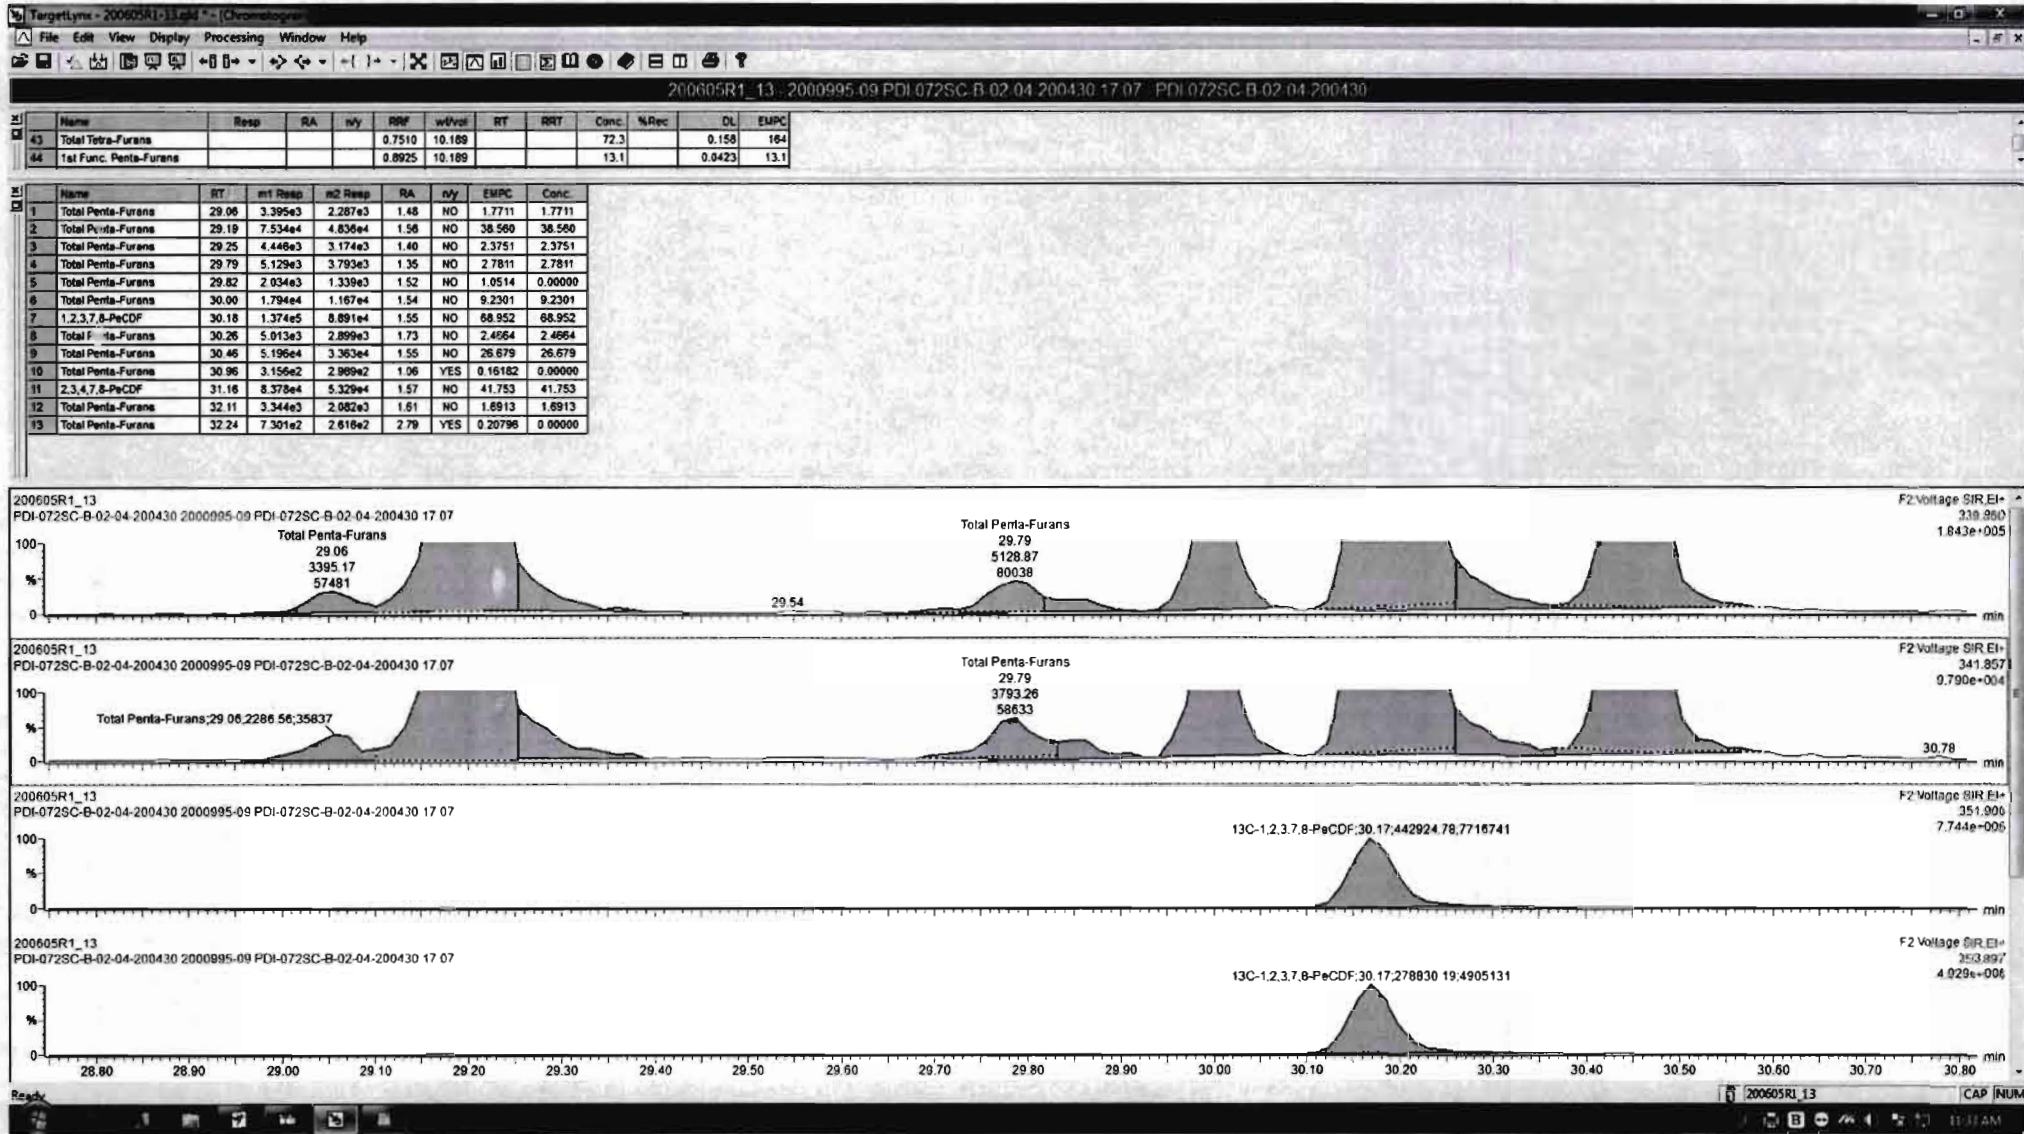 TargetLynx - 200605R1-13.qld * - [Chromatogram
File Edit View Display Processing Window Help
200605R1_13 - 2000995-09 PDI-072SC-B-02-04-200430 17.07 - PDI-072SC-B-02-04-200430
Name Resp RA n/y RRF wt/vol RT RRT Conc. %Rec DL EMPC
43 Total Tetra-Furans 0.7510 10.189 72.3 0.158 164
44 1st Func. Penta-Furans 0.8925 10.189 13.1 0.0423 13.1
Name RT m1 Resp m2 Resp RA n/y EMPC Conc.
1 Total Penta-Furans 29.06 3.395e3 2.287e3 1.48 NO 1.7711 1.7711
2 Total Penta-Furans 29.19 7.534e4 4.836e4 1.56 NO 38.560 38.560
3 Total Penta-Furans 29.25 4.446e3 3.174e3 1.40 NO 2.3751 2.3751
4 Total Penta-Furans 29.79 5.129e3 3.793e3 1.35 NO 2.7811 2.7811
5 Total Penta-Furans 29.82 2.034e3 1.339e3 1.52 NO 1.0514 0.00000
6 Total Penta-Furans 30.00 1.794e4 1.167e4 1.54 NO 9.2301 9.2301
7 1,2,3,7,8-PeCDF 30.18 1.374e5 8.891e4 1.55 NO 68.952 68.952
8 Total Penta-Furans 30.26 5.013e3 2.899e3 1.73 NO 2.4664 2.4664
9 Total Penta-Furans 30.46 5.196e4 3.363e4 1.55 NO 26.679 26.679
10 Total Penta-Furans 30.96 3.156e2 2.989e2 1.06 YES 0.16182 0.00000
11 2,3,4,7,8-PeCDF 31.16 8.378e4 5.329e4 1.57 NO 41.753 41.753
12 Total Penta-Furans 32.11 3.344e3 2.082e3 1.61 NO 1.6913 1.6913
13 Total Penta-Furans 32.24 7.301e2 2.616e2 2.79 YES 0.20796 0.00000
200605R1_13 F2:Voltage SIR,EI+
PDI-072SC-B-02-04-200430 2000995-09 PDI-072SC-B-02-04-200430 17.07 339.860
1.843e+005
Total Penta-Furans
29.06
3395.17
57481
Total Penta-Furans
29.79
5128.87
80038
29.54
100
%
0
min
200605R1_13 F2:Voltage SIR,EI+
PDI-072SC-B-02-04-200430 2000995-09 PDI-072SC-B-02-04-200430 17.07 341.857
9.790e+004
Total Penta-Furans;29.06;2286.56;35837
Total Penta-Furans
29.79
3793.26
58633
30.78
100
%
0
min
200605R1_13 F2:Voltage SIR,EI+
PDI-072SC-B-02-04-200430 2000995-09 PDI-072SC-B-02-04-200430 17.07 351.900
7.744e+006
13C-1,2,3,7,8-PeCDF;30.17;442924.78;7716741
100
%
0
min
200605R1_13 F2:Voltage SIR,EI+
PDI-072SC-B-02-04-200430 2000995-09 PDI-072SC-B-02-04-200430 17.07 353.897
4.929e+006
13C-1,2,3,7,8-PeCDF;30.17;278830.19;4905131
100
%
0
min
28.80 28.90 29.00 29.10 29.20 29.30 29.40 29.50 29.60 29.70 29.80 29.90 30.00 30.10 30.20 30.30 30.40 30.50 30.60 30.70 30.80
Ready 200605R1_13 CAP NUM
11:31 AM